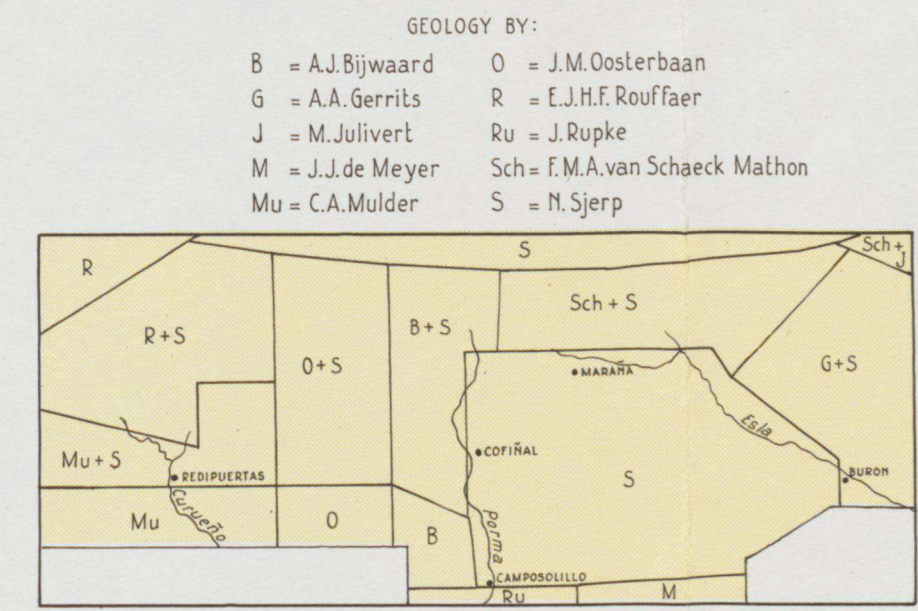 GEOLOGY BY:
B = A.J.Bijwaard O = J.M.Oosterbaan
G = A.A.Gerrits R = E.J.H.F. Rouffaer
J = M.Julivert Ru = J.Rupke
M = J.J.de Meyer Sch= F.M.A.van Schaeck Mathon
Mu = C.A.Mulder S = N.Sjerp
S
Sch +
J
R
Sch + S
B + S
R + S
O + S
G + S
MARAÑA
Esla
COFIÑAL
Mu + S
REDIPUERTAS
BURON
S
Curueño
Mu
O
B
Porma
CAMPOSOLILLO
Ru
M